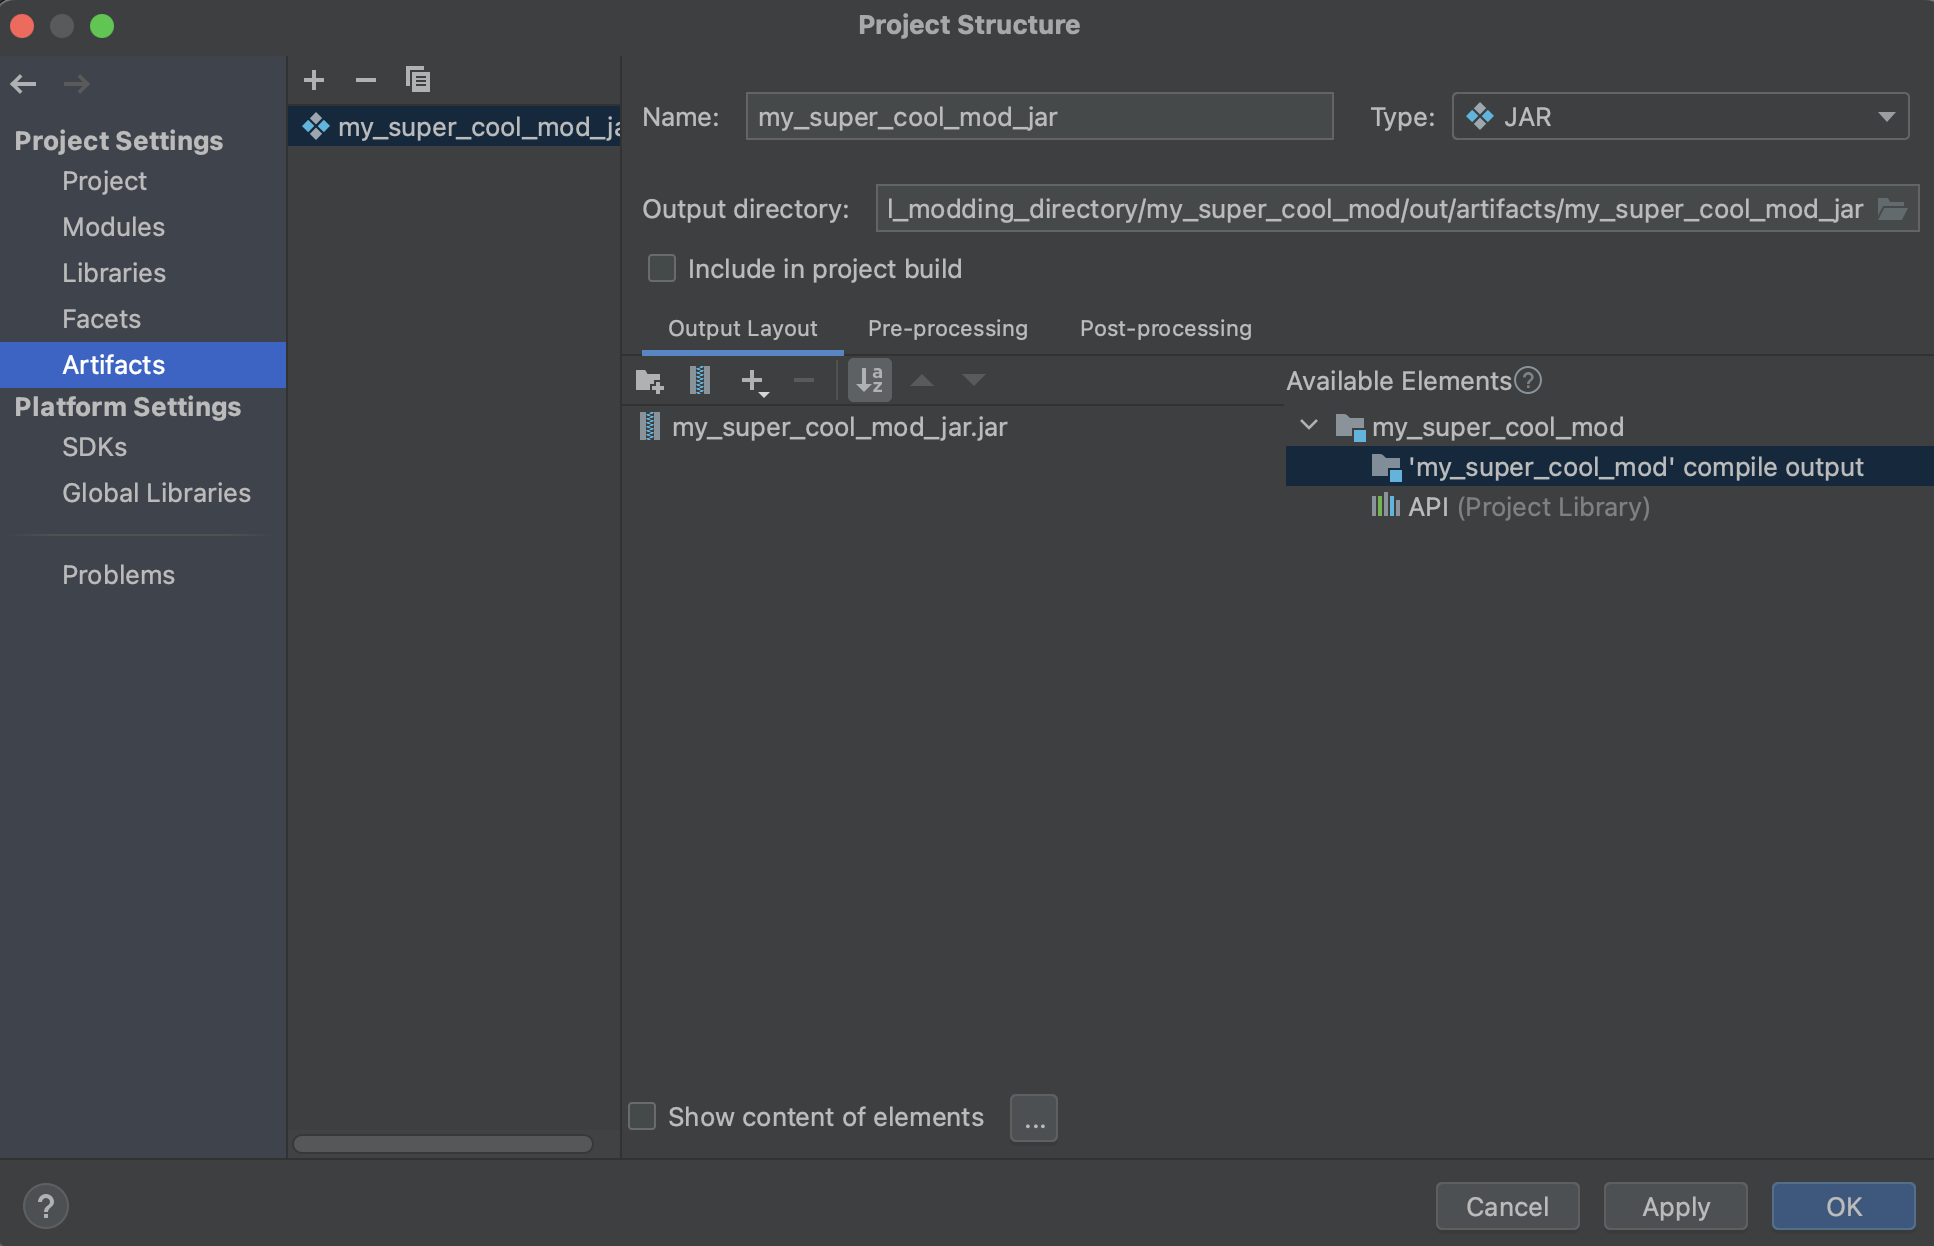 Project Structure
Project Settings
Project
Modules
Libraries
Facets
Artifacts
Platform Settings
SDKs
Global Libraries
Problems
my_super_cool_mod_ja
Name: my_super_cool_mod_jar Type: JAR
Output directory: l_modding_directory/my_super_cool_mod/out/artifacts/my_super_cool_mod_jar
Include in project build
Output Layout Pre-processing Post-processing
Available Elements
my_super_cool_mod_jar.jar
my_super_cool_mod
'my_super_cool_mod' compile output
API (Project Library)
Show content of elements ...
Cancel Apply OK